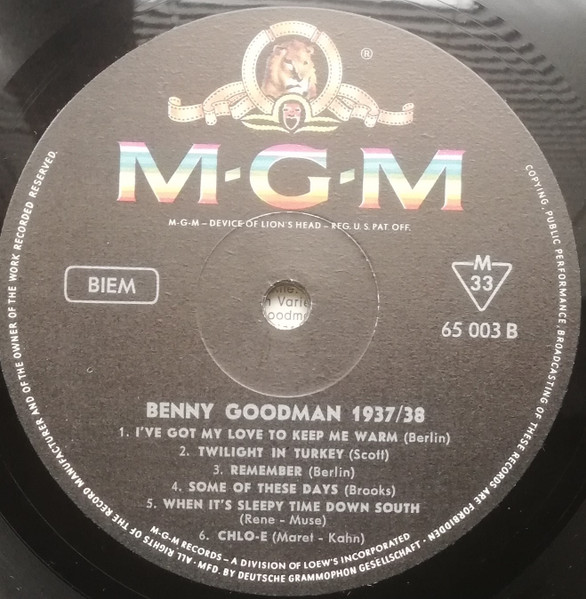 ®
M-G-M
M-G-M – DEVICE OF LION'S HEAD – REG. U. S. PAT. OFF.
BIEM
M
33
65 003 B
BENNY GOODMAN 1937/38
1. I'VE GOT MY LOVE TO KEEP ME WARM (Berlin)
2. TWILIGHT IN TURKEY (Scott)
3. REMEMBER (Berlin)
4. SOME OF THESE DAYS (Brooks)
5. WHEN IT'S SLEEPY TIME DOWN SOUTH
(Rene - Muse)
6. CHLO-E (Maret - Kahn)
M-G-M RECORDS – A DIVISION OF LOEW'S INCORPORATED
ALL RIGHTS OF THE RECORD MANUFACTURER AND OF THE OWNER OF THE WORK RECORDED RESERVED.
COPYING, PUBLIC PERFORMANCE, BROADCASTING OF THESE RECORDS ARE FORBIDDEN
· MFD. BY DEUTSCHE GRAMMOPHON GESELLSCHAFT ·